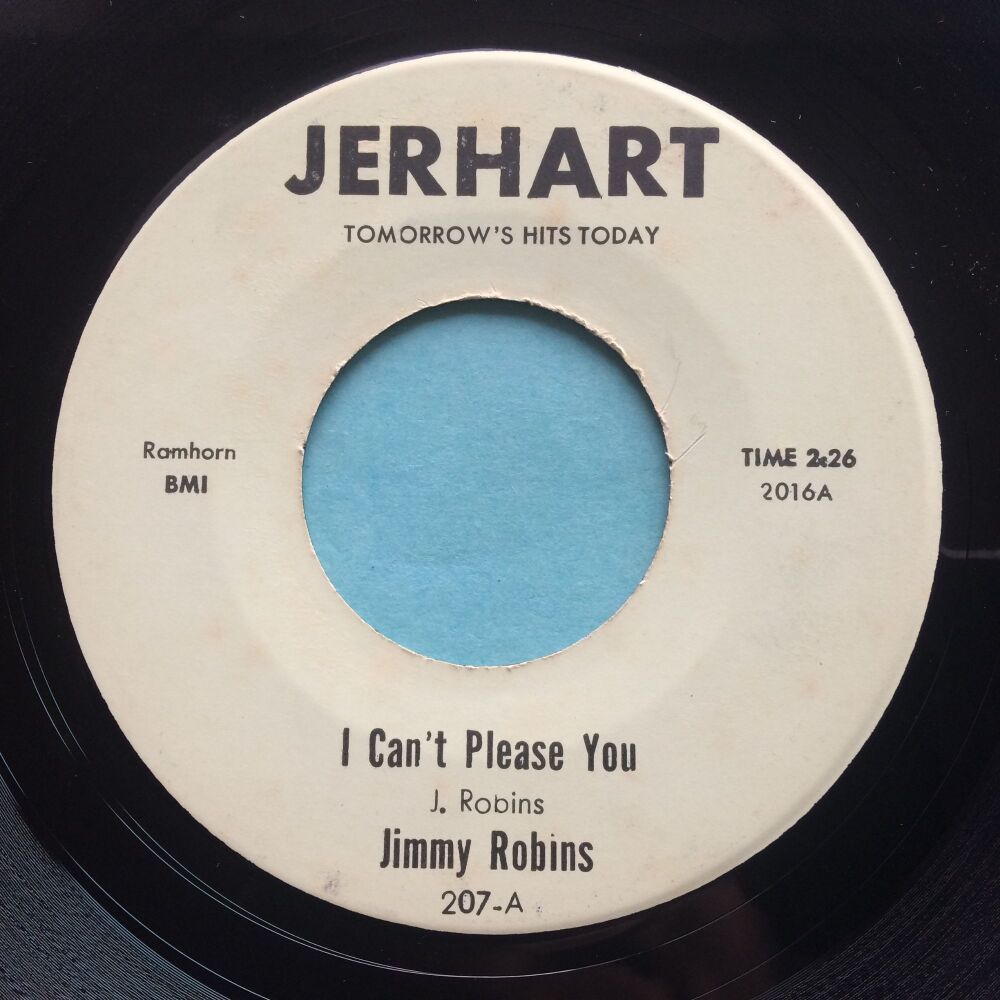 JERHART
TOMORROW'S HITS TODAY
Ramhorn
BMI
TIME 2:26
2016A
I Can't Please You
J. Robins
Jimmy Robins
207-A